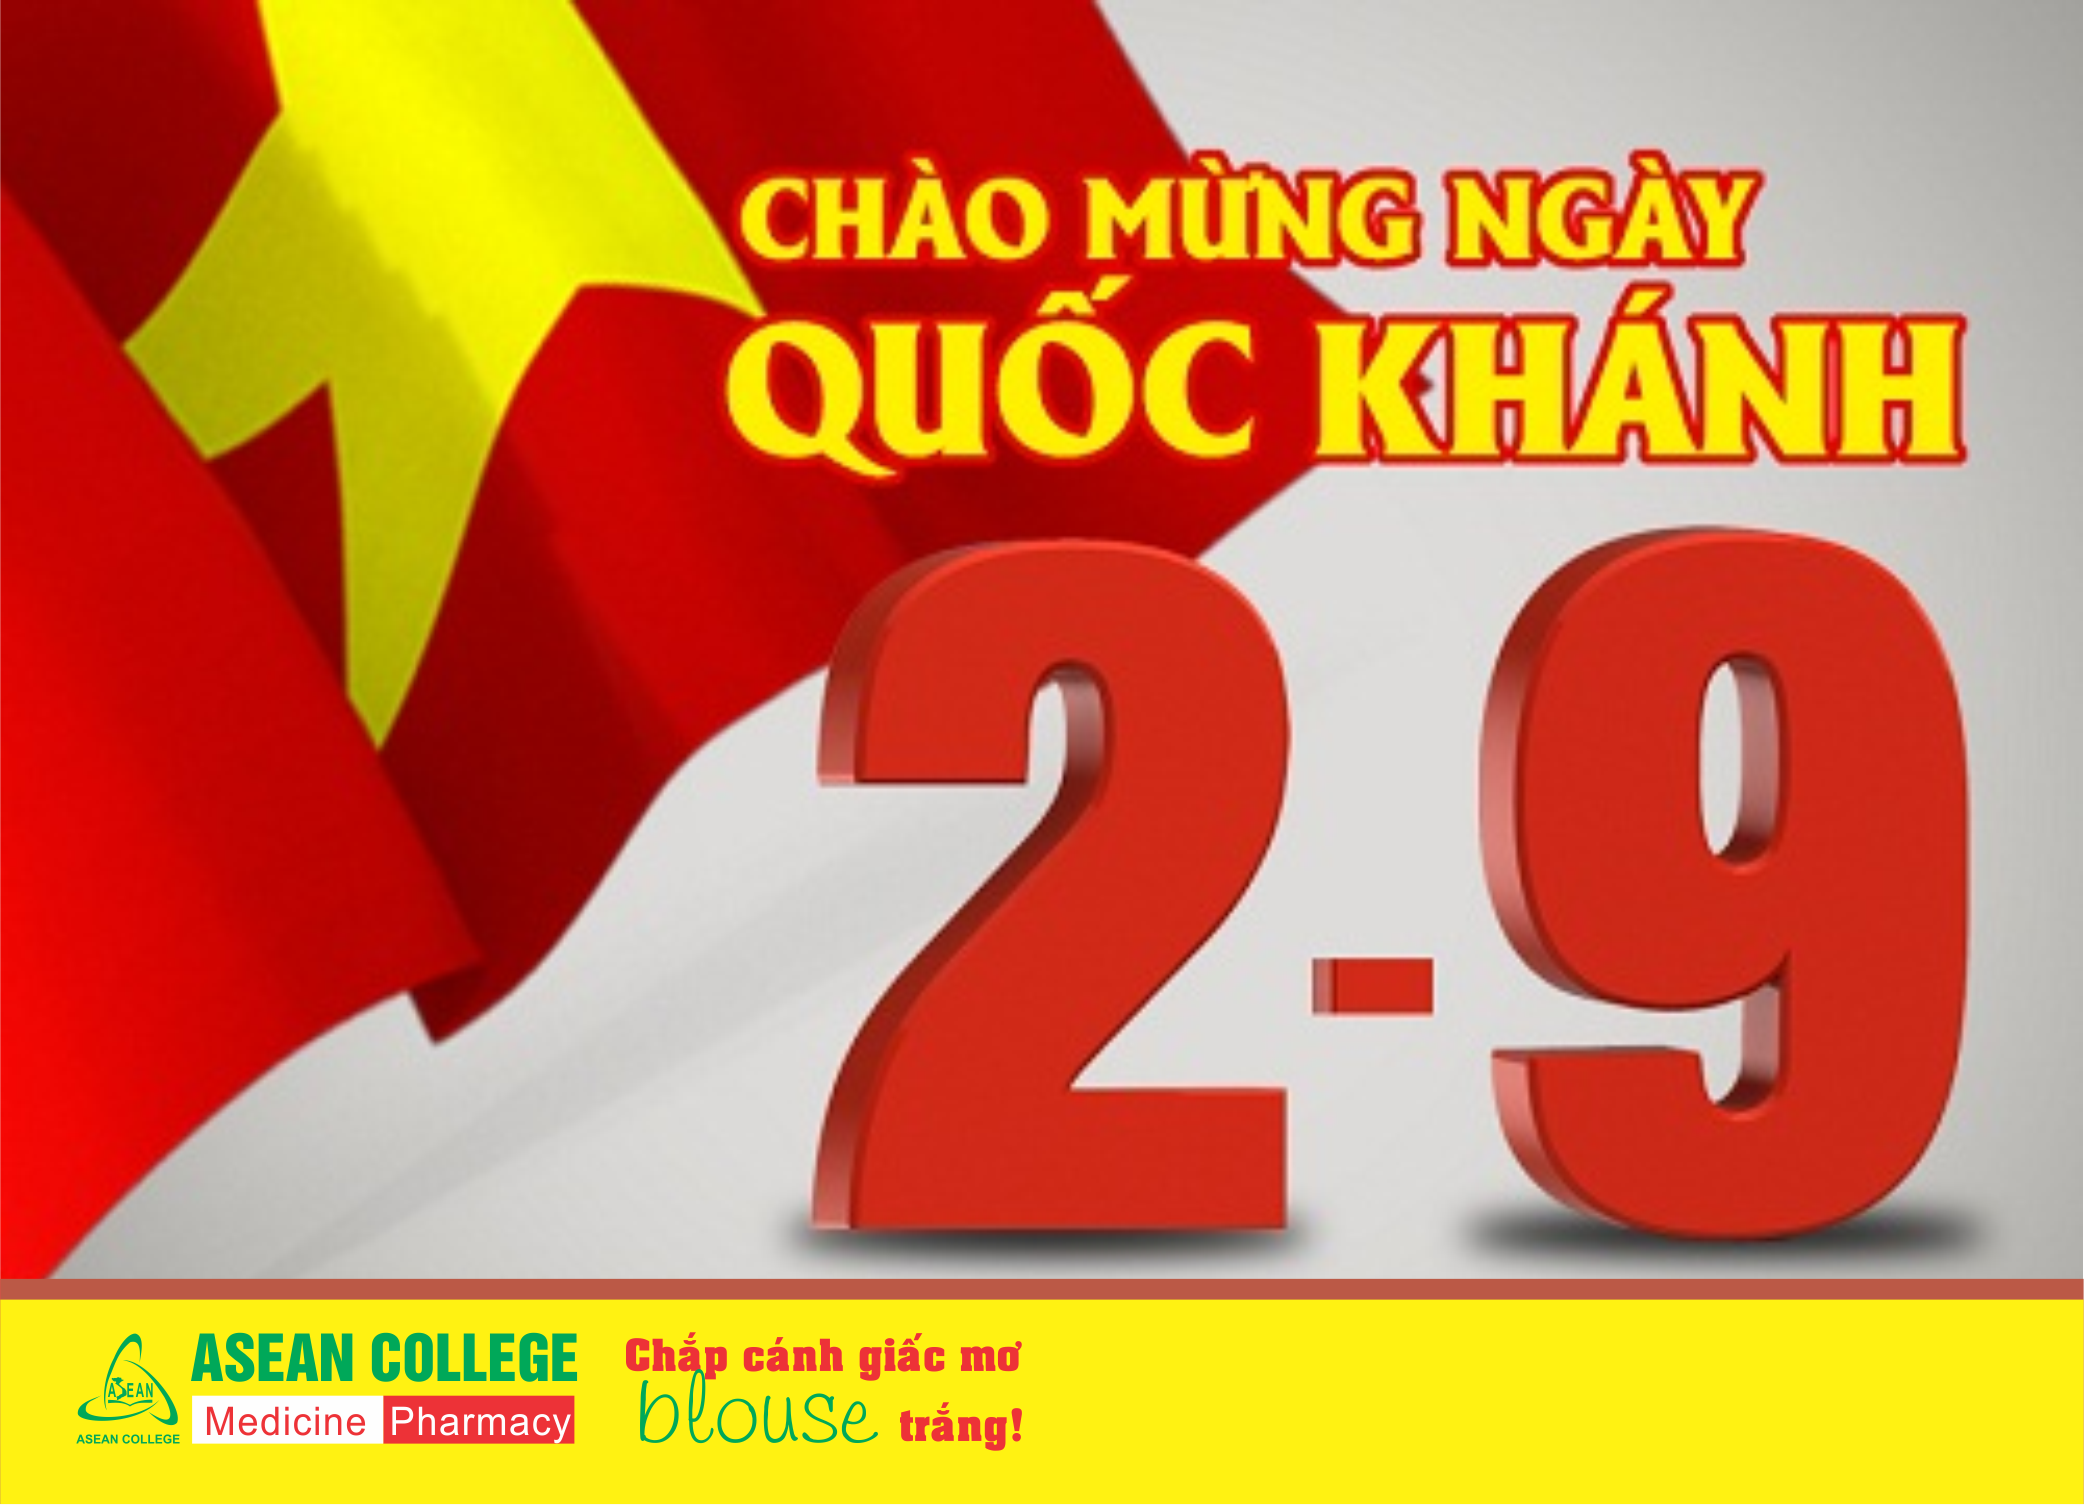 CHÀO MỪNG NGÀY
QUỐC KHÁNH
2-9
ASEAN
ASEAN COLLEGE
ASEAN COLLEGE
Medicine Pharmacy
Chắp cánh giấc mơ
blouse trắng!